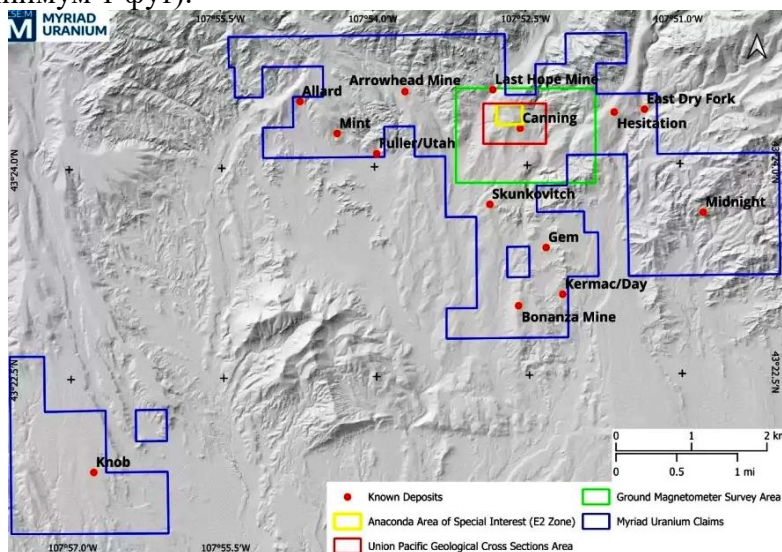 MYRIAD
URANIUM
107°55.5'W 107°54.0'W 107°52.5'W 107°51.0'W
Last Hope Mine
Arrowhead Mine
Allard
East Dry Fork
Canning
Hesitation
Mint
Fuller/Utah
43°24.0'N
43°24.0'N
Skunkovitch
Midnight
Gem
Kermac/Day
Bonanza Mine
43°22.5'N
43°22.5'N
Knob
0 1 2 km
0 0.5 1 mi
Known Deposits
Ground Magnetometer Survey Area
Anaconda Area of Special Interest (E2 Zone)
Myriad Uranium Claims
Union Pacific Geological Cross Sections Area
107°57.0'W 107°55.5'W